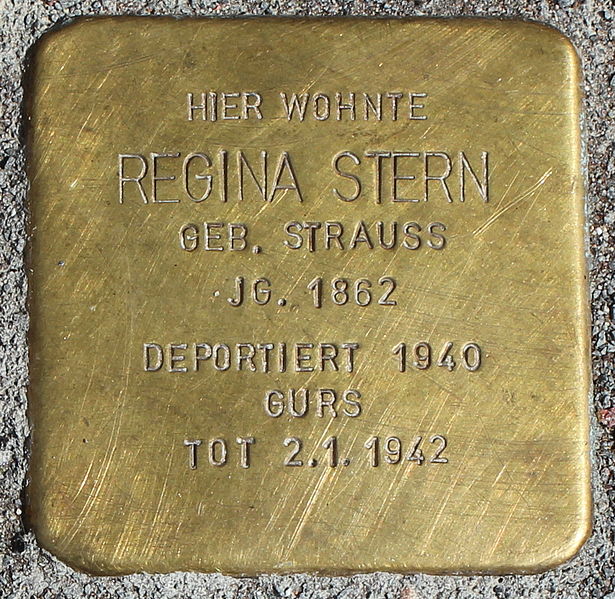 HIER WOHNTE
REGINA STERN
GEB. STRAUSS
JG. 1862
DEPORTIERT 1940
GURS
TOT 2.1.1942